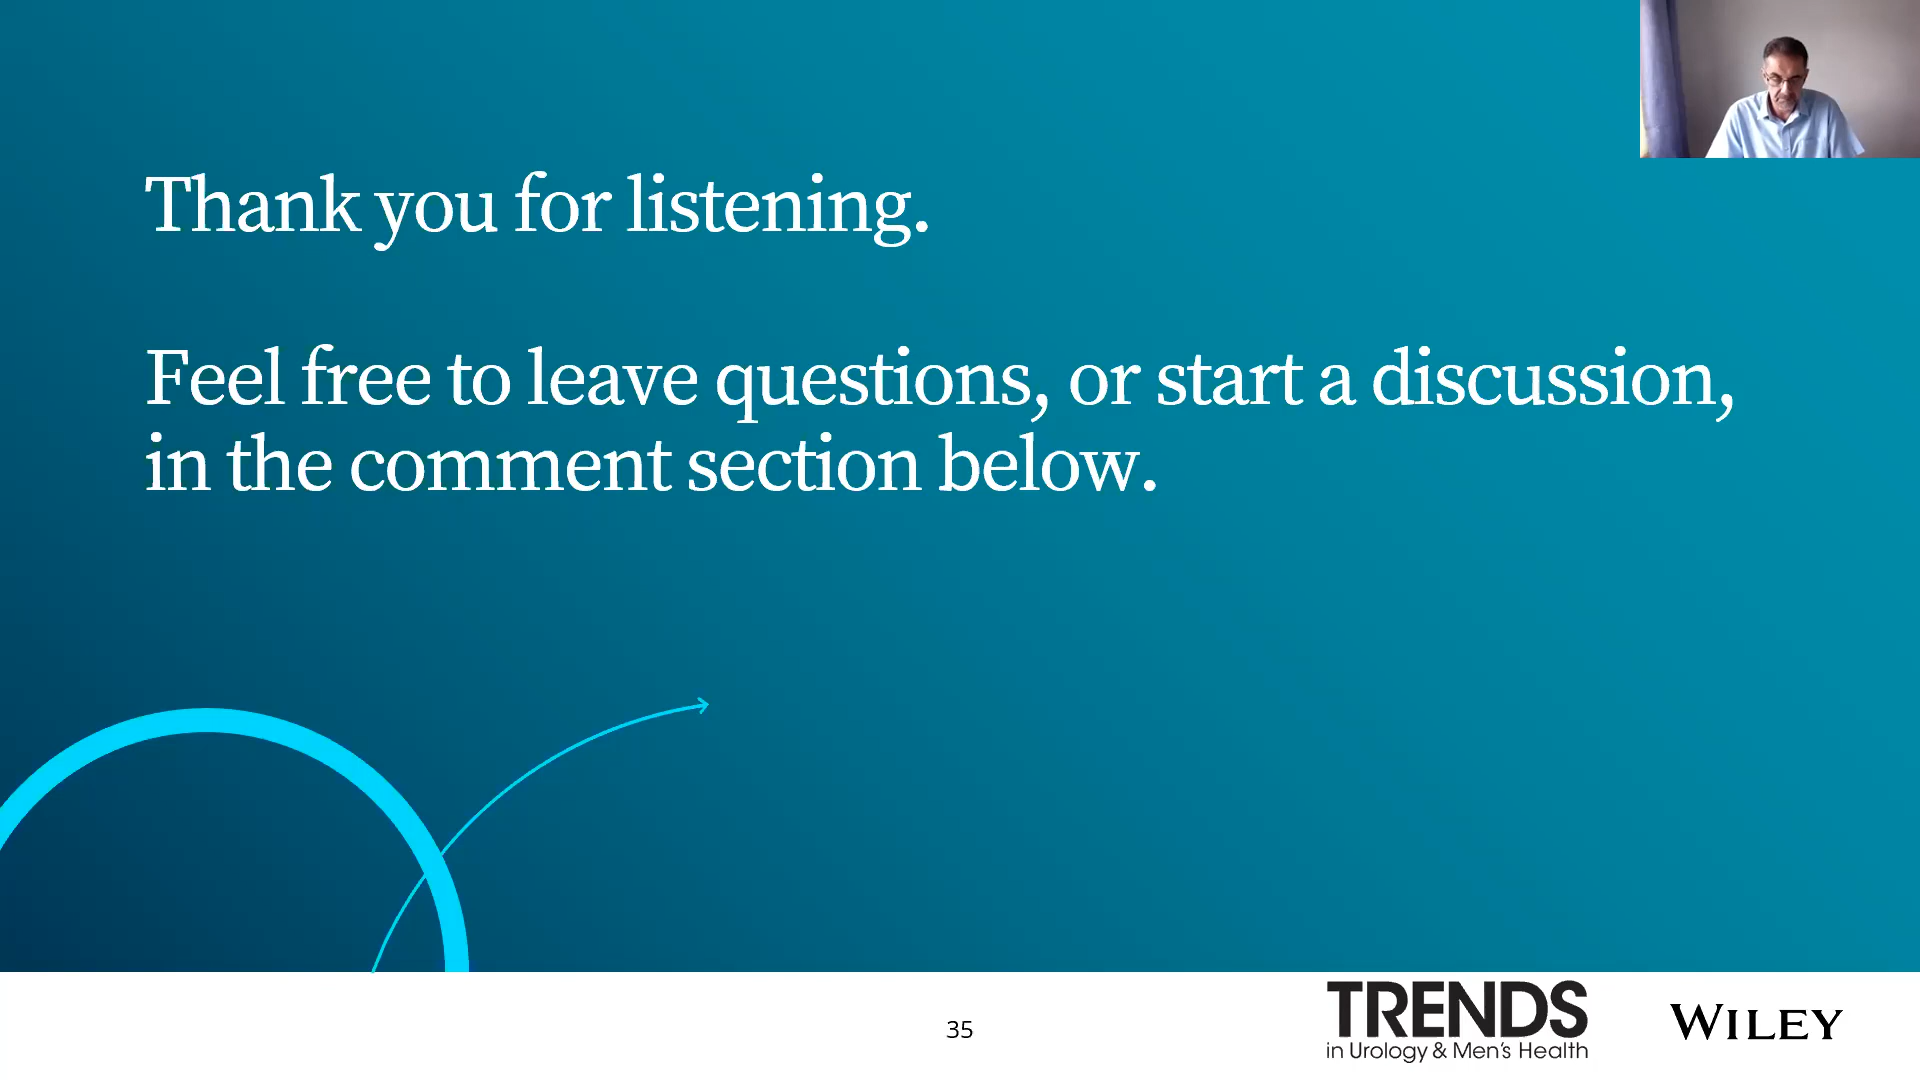 Thank you for listening.
Feel free to leave questions, or start a discussion,
in the comment section below.
35
TRENDS
in Urology & Men's Health
WILEY